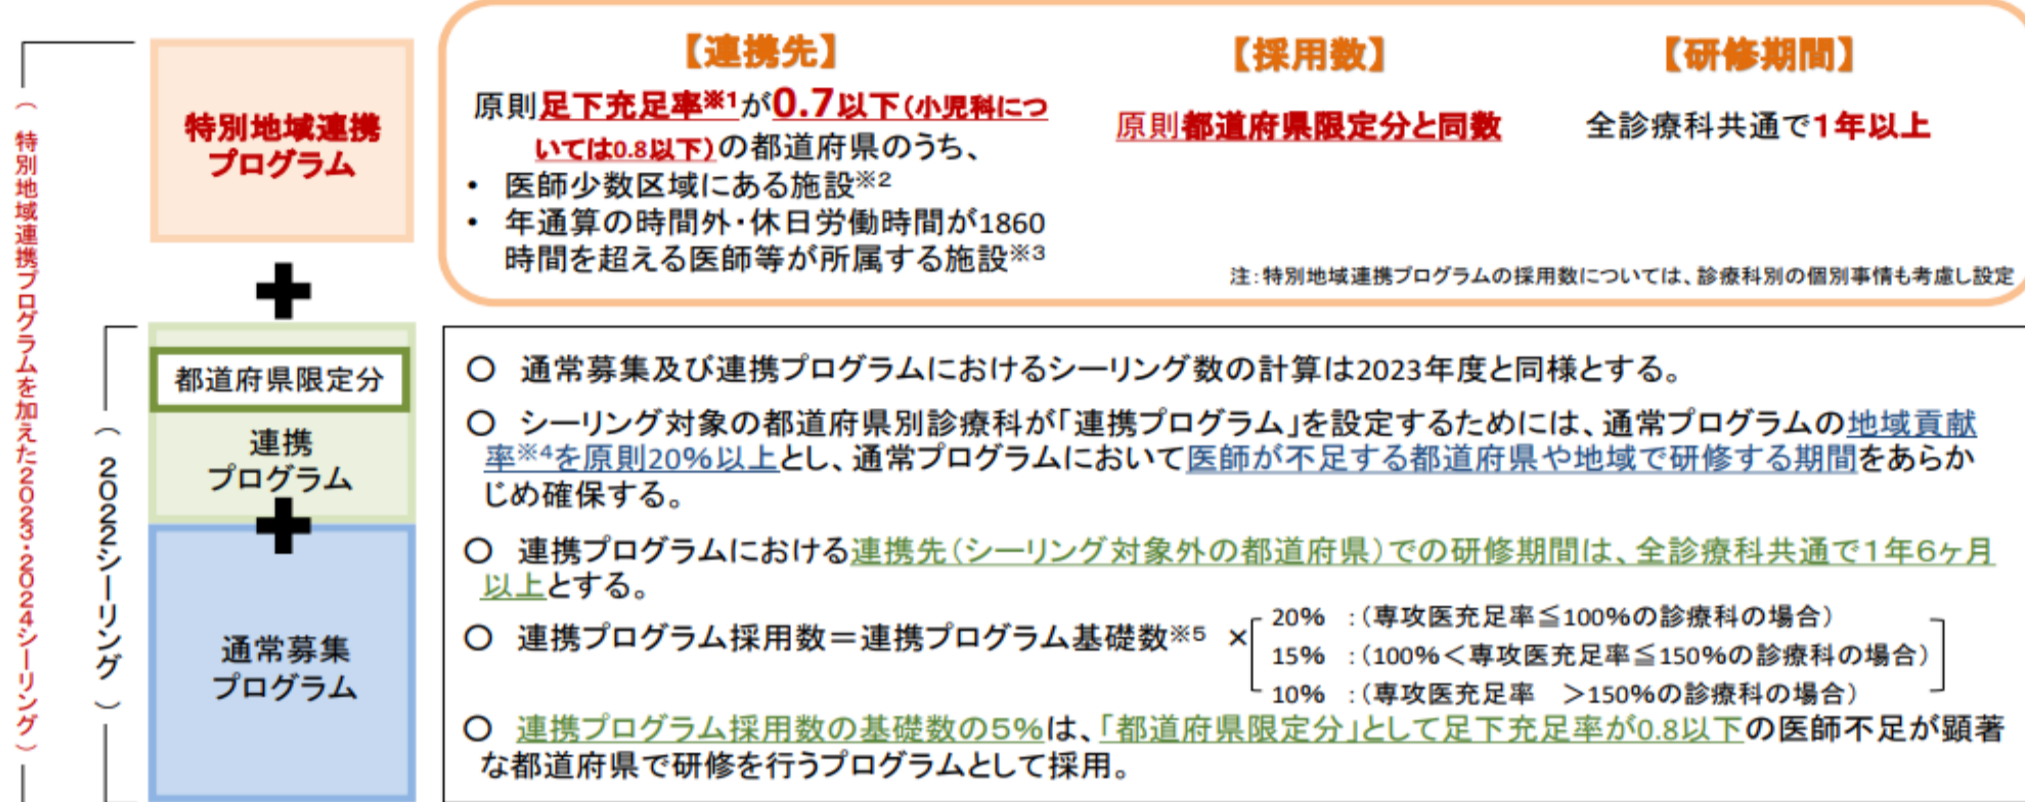 （特別地域連携プログラムを加えた2023・2024シーリング）
（2022シーリング）
特別地域連携
プログラム
都道府県限定分
連携
プログラム
通常募集
プログラム
【連携先】
原則足下充足率※1が0.7以下（小児科につ
いては0.8以下）の都道府県のうち、
・ 医師少数区域にある施設※2
・ 年通算の時間外・休日労働時間が1860
時間を超える医師等が所属する施設※3
【採用数】
原則都道府県限定分と同数
【研修期間】
全診療科共通で1年以上
注：特別地域連携プログラムの採用数については、診療科別の個別事情も考慮し設定
○ 通常募集及び連携プログラムにおけるシーリング数の計算は2023年度と同様とする。
○ シーリング対象の都道府県別診療科が「連携プログラム」を設定するためには、通常プログラムの地域貢献
率※4を原則20%以上とし、通常プログラムにおいて医師が不足する都道府県や地域で研修する期間をあらか
じめ確保する。
○ 連携プログラムにおける連携先（シーリング対象外の都道府県）での研修期間は、全診療科共通で1年6ヶ月
以上とする。
○ 連携プログラム採用数＝連携プログラム基礎数※5 ×
20% ：（専攻医充足率≦100%の診療科の場合）
15% ：（100%＜専攻医充足率≦150%の診療科の場合）
10% ：（専攻医充足率 ＞150%の診療科の場合）
○ 連携プログラム採用数の基礎数の5%は、「都道府県限定分」として足下充足率が0.8以下の医師不足が顕著
な都道府県で研修を行うプログラムとして採用。